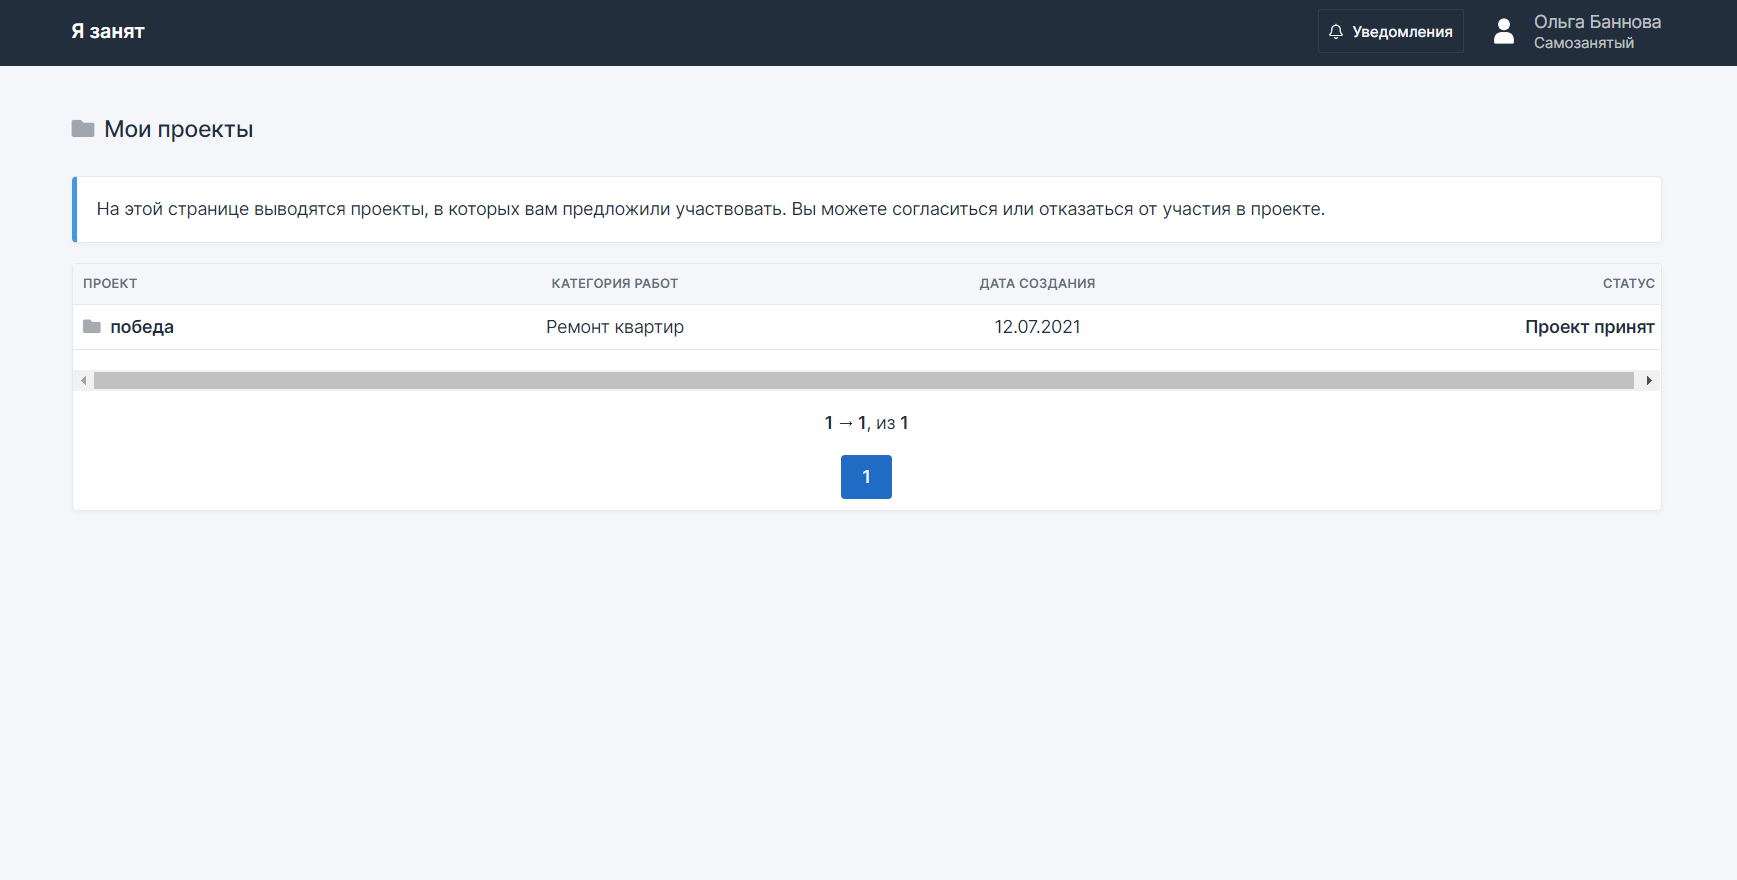 Я занят
Уведомления
Ольга Баннова
Самозанятый
Мои проекты
На этой странице выводятся проекты, в которых вам предложили участвовать. Вы можете согласиться или отказаться от участия в проекте.
ПРОЕКТ КАТЕГОРИЯ РАБОТ ДАТА СОЗДАНИЯ СТАТУС
победа Ремонт квартир 12.07.2021 Проект принят
1 → 1, из 1
1